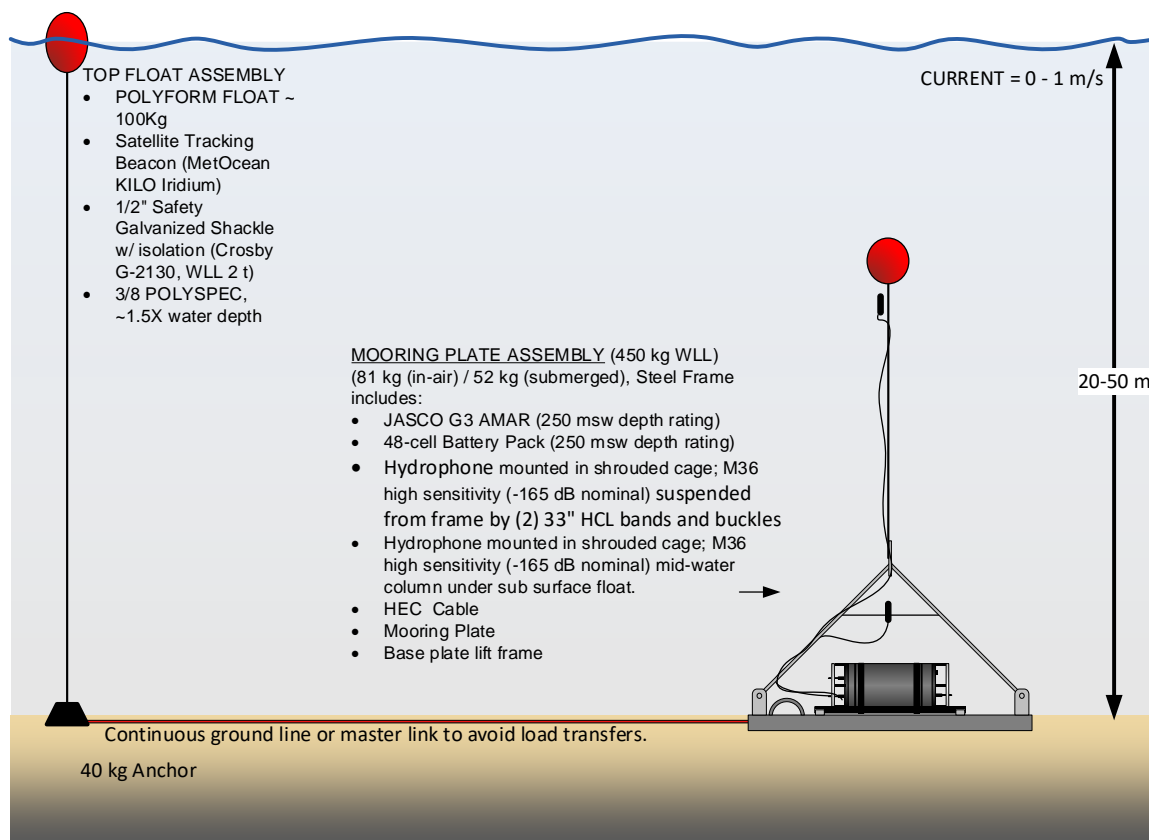 TOP FLOAT ASSEMBLY
• POLYFORM FLOAT ~
100Kg
• Satellite Tracking
Beacon (MetOcean
KILO Iridium)
• 1/2" Safety
Galvanized Shackle
w/ isolation (Crosby
G-2130, WLL 2 t)
• 3/8 POLYSPEC,
~1.5X water depth
CURRENT = 0 - 1 m/s
20-50 m
MOORING PLATE ASSEMBLY (450 kg WLL)
(81 kg (in-air) / 52 kg (submerged), Steel Frame
includes:
• JASCO G3 AMAR (250 msw depth rating)
• 48-cell Battery Pack (250 msw depth rating)
• Hydrophone mounted in shrouded cage; M36
high sensitivity (-165 dB nominal) suspended
from frame by (2) 33" HCL bands and buckles
• Hydrophone mounted in shrouded cage; M36
high sensitivity (-165 dB nominal) mid-water
column under sub surface float.
• HEC Cable
• Mooring Plate
• Base plate lift frame
Continuous ground line or master link to avoid load transfers.
40 kg Anchor